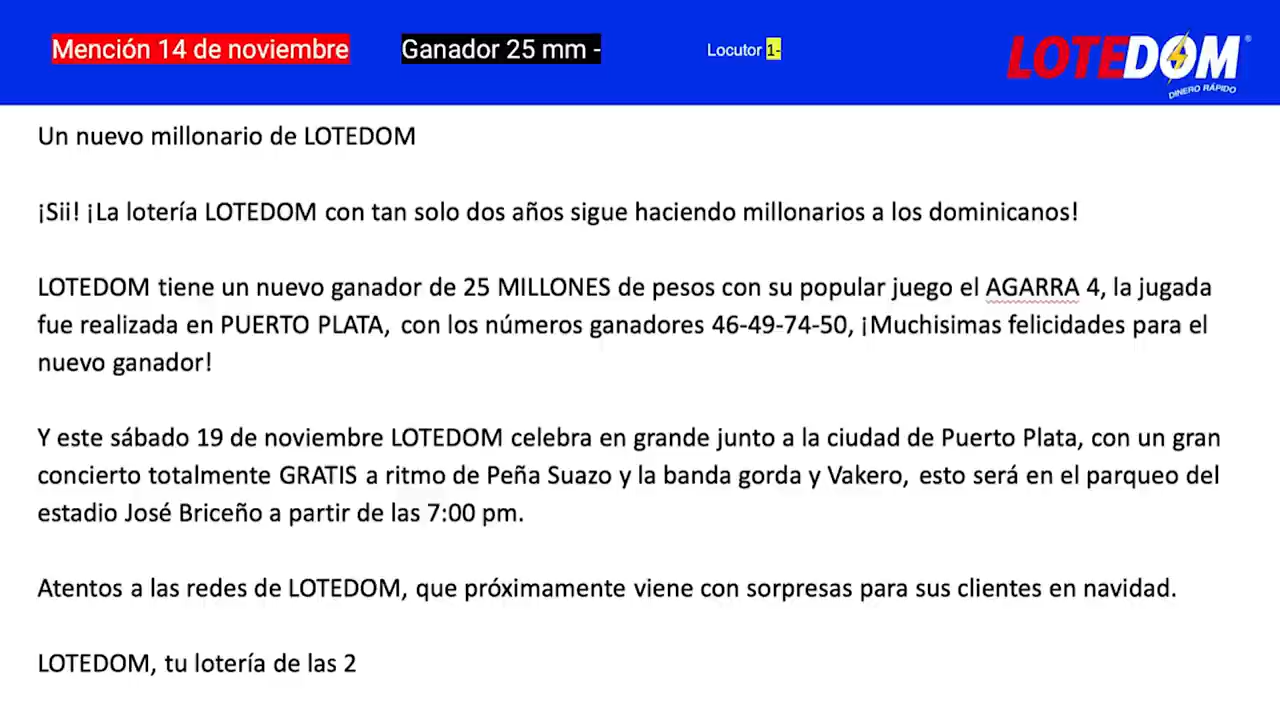 Mención 14 de noviembre
Ganador 25 mm -
Locutor 1-
LOTEDOM®
DINERO RÁPIDO
Un nuevo millonario de LOTEDOM
¡Sii! ¡La lotería LOTEDOM con tan solo dos años sigue haciendo millonarios a los dominicanos!
LOTEDOM tiene un nuevo ganador de 25 MILLONES de pesos con su popular juego el AGARRA 4, la jugada
fue realizada en PUERTO PLATA, con los números ganadores 46-49-74-50, ¡Muchisimas felicidades para el
nuevo ganador!
Y este sábado 19 de noviembre LOTEDOM celebra en grande junto a la ciudad de Puerto Plata, con un gran
concierto totalmente GRATIS a ritmo de Peña Suazo y la banda gorda y Vakero, esto será en el parqueo del
estadio José Briceño a partir de las 7:00 pm.
Atentos a las redes de LOTEDOM, que próximamente viene con sorpresas para sus clientes en navidad.
LOTEDOM, tu lotería de las 2